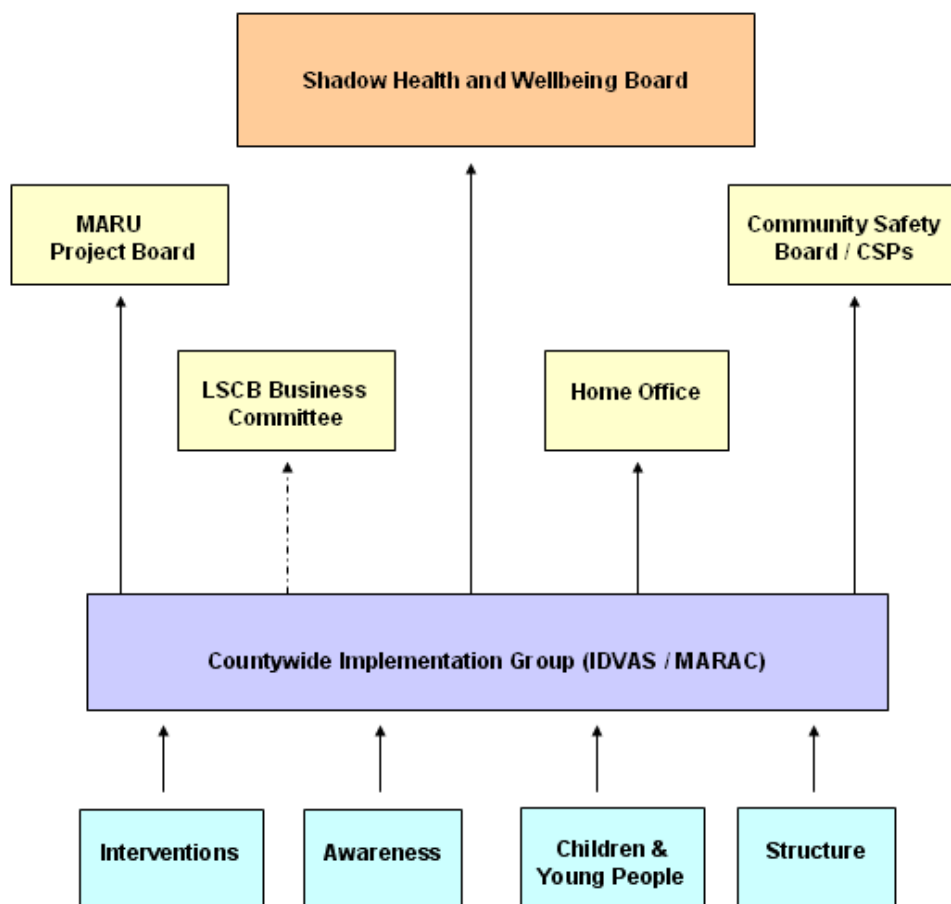 Shadow Health and Wellbeing Board
MARU
Project Board
Community Safety
Board / CSPs
LSCB Business
Committee
Home Office
Countywide Implementation Group (IDVAS / MARAC)
Interventions
Awareness
Children &
Young People
Structure